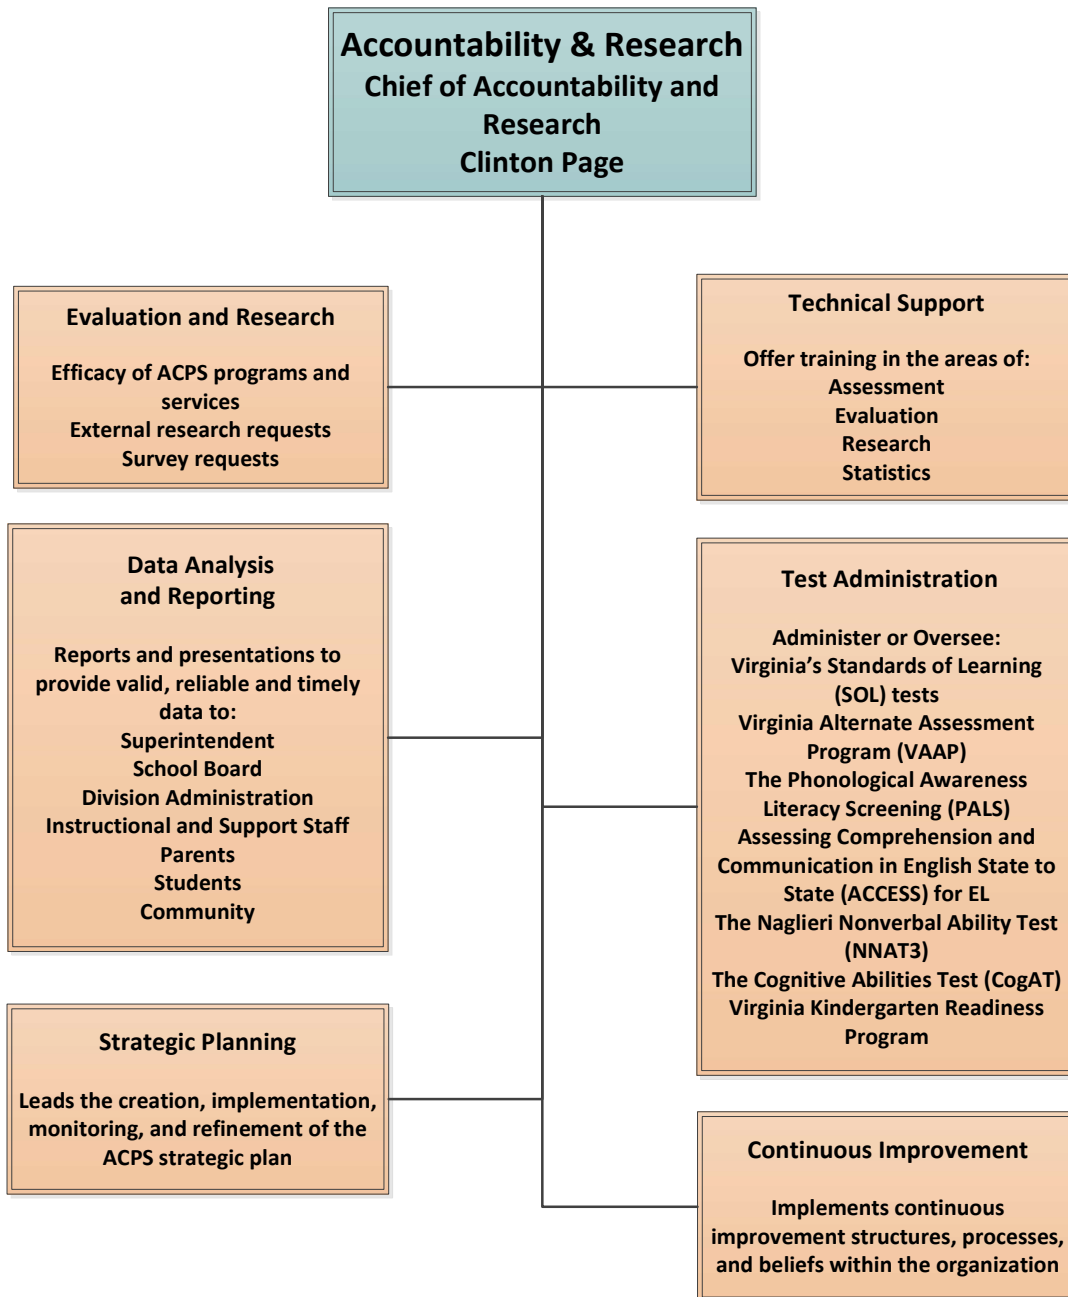 Accountability & Research
Chief of Accountability and
Research
Clinton Page
Evaluation and Research
Efficacy of ACPS programs and
services
External research requests
Survey requests
Technical Support
Offer training in the areas of:
Assessment
Evaluation
Research
Statistics
Data Analysis
and Reporting
Reports and presentations to
provide valid, reliable and timely
data to:
Superintendent
School Board
Division Administration
Instructional and Support Staff
Parents
Students
Community
Test Administration
Administer or Oversee:
Virginia’s Standards of Learning
(SOL) tests
Virginia Alternate Assessment
Program (VAAP)
The Phonological Awareness
Literacy Screening (PALS)
Assessing Comprehension and
Communication in English State to
State (ACCESS) for EL
The Naglieri Nonverbal Ability Test
(NNAT3)
The Cognitive Abilities Test (CogAT)
Virginia Kindergarten Readiness
Program
Strategic Planning
Leads the creation, implementation,
monitoring, and refinement of the
ACPS strategic plan
Continuous Improvement
Implements continuous
improvement structures, processes,
and beliefs within the organization